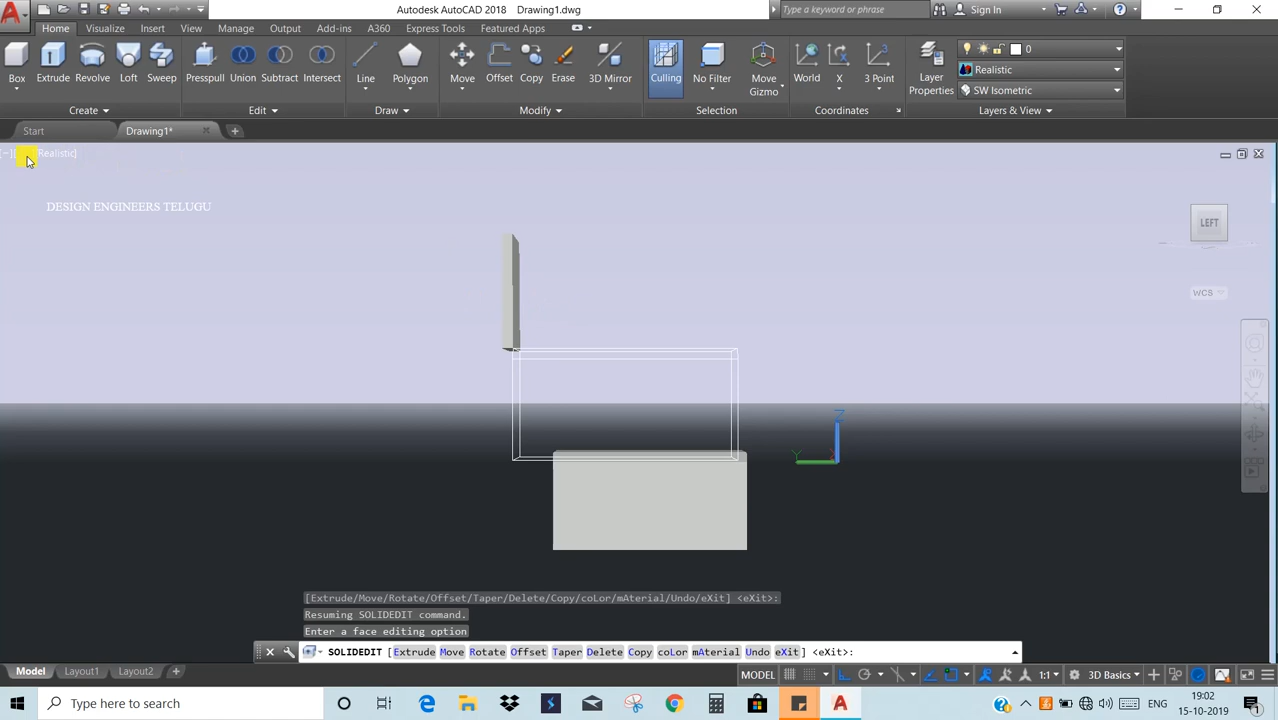 Autodesk AutoCAD 2018 Drawing1.dwg
Type a keyword or phrase
Sign In
Home Insert Visualize View Manage Output Add-ins A360 Express Tools Featured Apps
Box Extrude Revolve Loft Sweep
Presspull Union Subtract Intersect
Line Polygon
Move Offset Copy Erase 3D Mirror
Culling No Filter Move Gizmo
World X 3 Point
Layer Properties
0
Realistic
SW Isometric
Create Edit Draw Modify Selection Coordinates Layers & View
Start Drawing1*
[−] Realistic]
DESIGN ENGINEERS TELUGU
LEFT
WCS
Z
Y
[Extrude/Move/Rotate/Offset/Taper/Delete/Copy/coLor/mAterial/Undo/eXit] <eXit>:
Resuming SOLIDEDIT command.
Enter a face editing option
SOLIDEDIT [Extrude Move Rotate Offset Taper Delete Copy coLor mAterial Undo eXit] <eXit>:
Model Layout1 Layout2
MODEL 1:1 3D Basics
Type here to search
ENG
19:02
15-10-2019